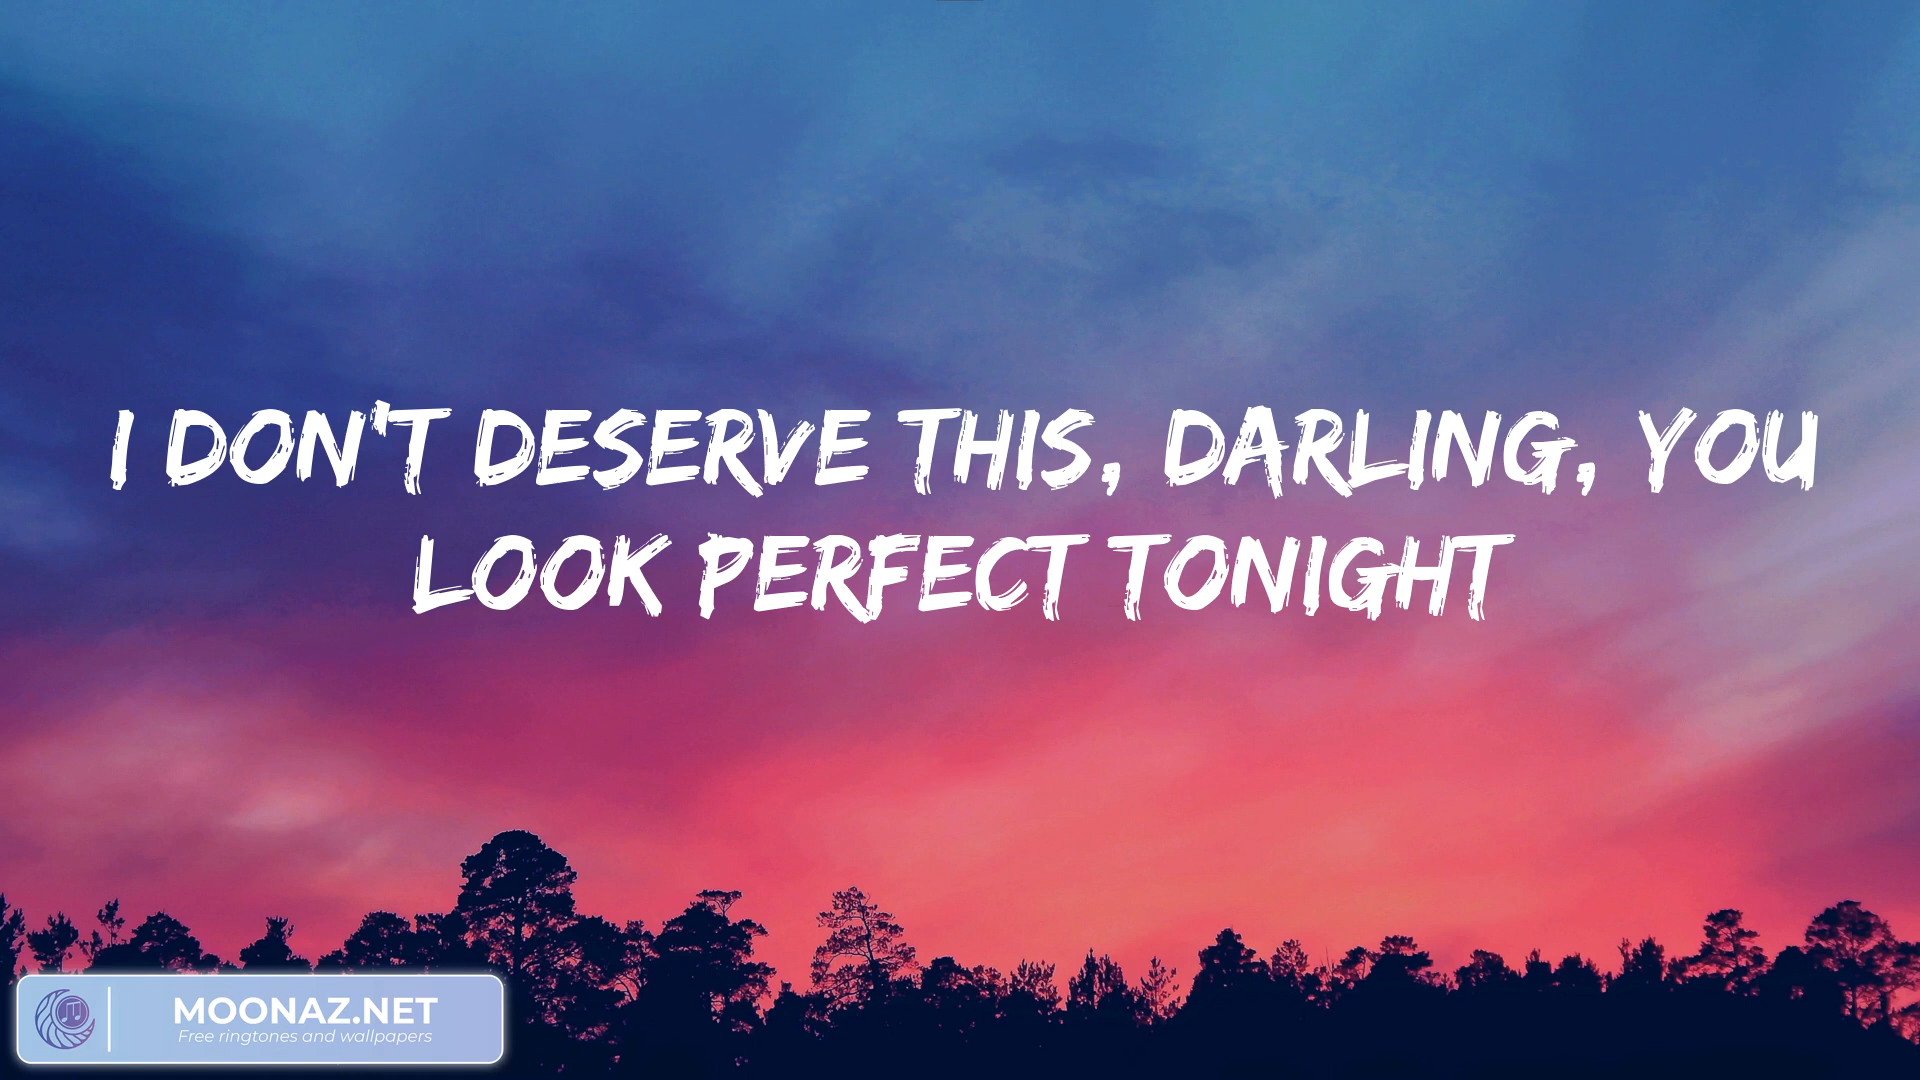 I DON'T DESERVE THIS, DARLING, YOU
LOOK PERFECT TONIGHT
MOONAZ.NET
Free ringtones and wallpapers